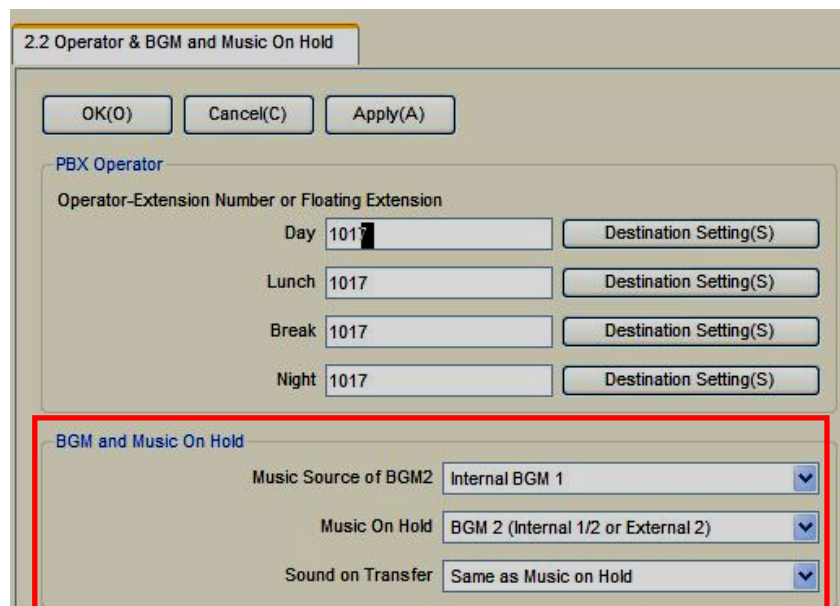 2.2 Operator & BGM and Music On Hold
OK(O) Cancel(C) Apply(A)
PBX Operator
Operator-Extension Number or Floating Extension
Day 1017 Destination Setting(S)
Lunch 1017 Destination Setting(S)
Break 1017 Destination Setting(S)
Night 1017 Destination Setting(S)
BGM and Music On Hold
Music Source of BGM2 Internal BGM 1
Music On Hold BGM 2 (Internal 1/2 or External 2)
Sound on Transfer Same as Music on Hold